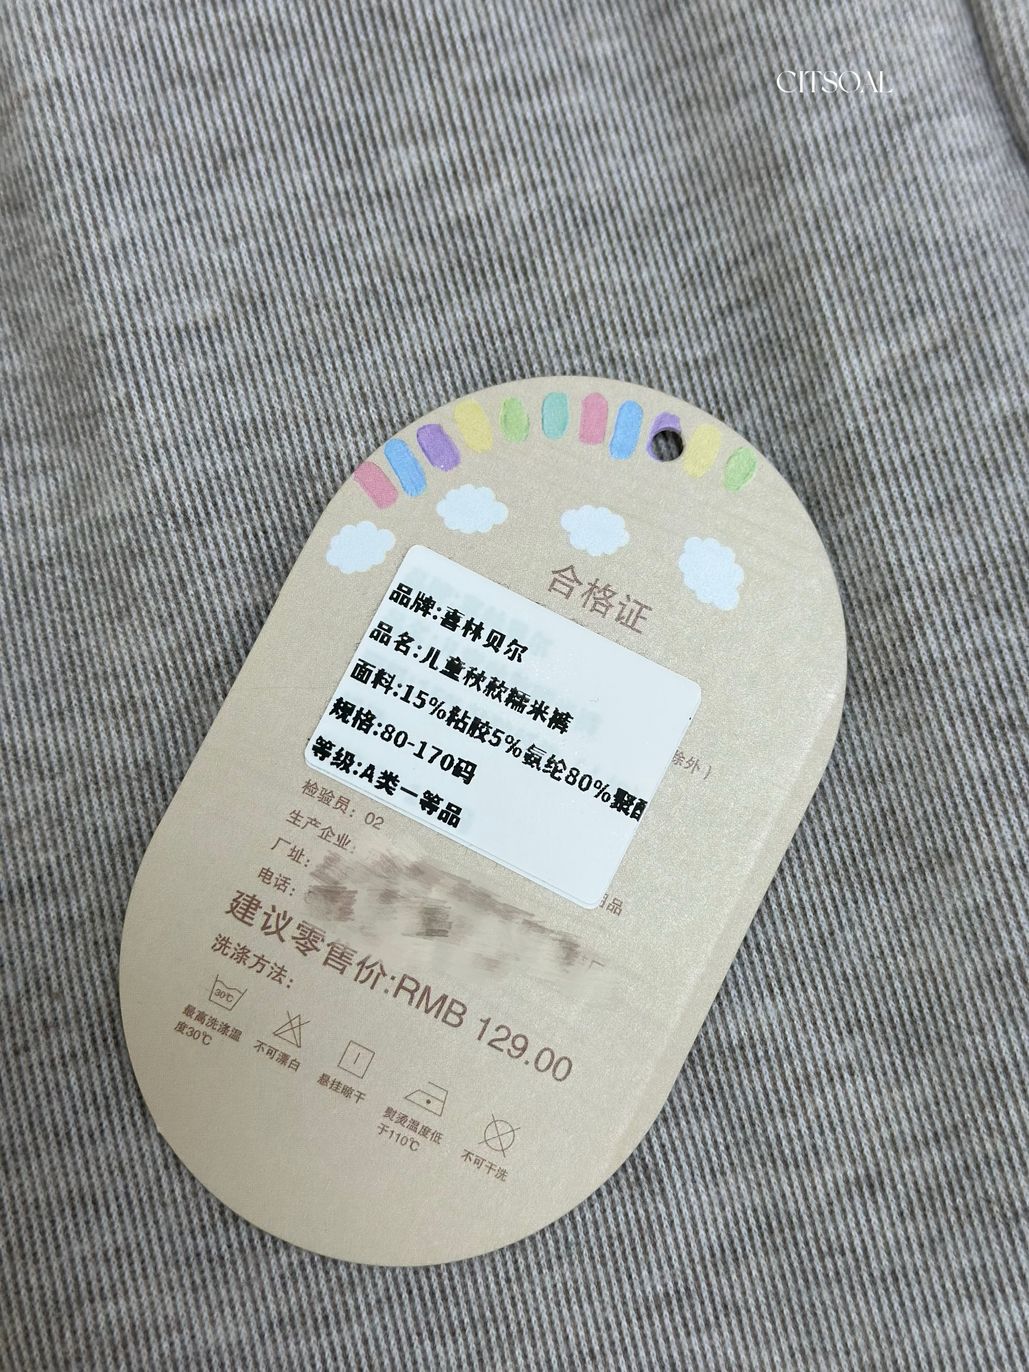 CITSOAL
合格证
品牌:喜林贝尔
品名:儿童秋款糯米裤
面料:15%粘胶5%氨纶80%聚酯
规格:80-170码
等级:A类一等品
除外）
检验员：02
生产企业：
厂址：
电话：
用品
建议零售价:RMB 129.00
洗涤方法：
30℃
最高洗涤温
度30℃
不可漂白
悬挂晾干
熨烫温度低
于110℃
不可干洗